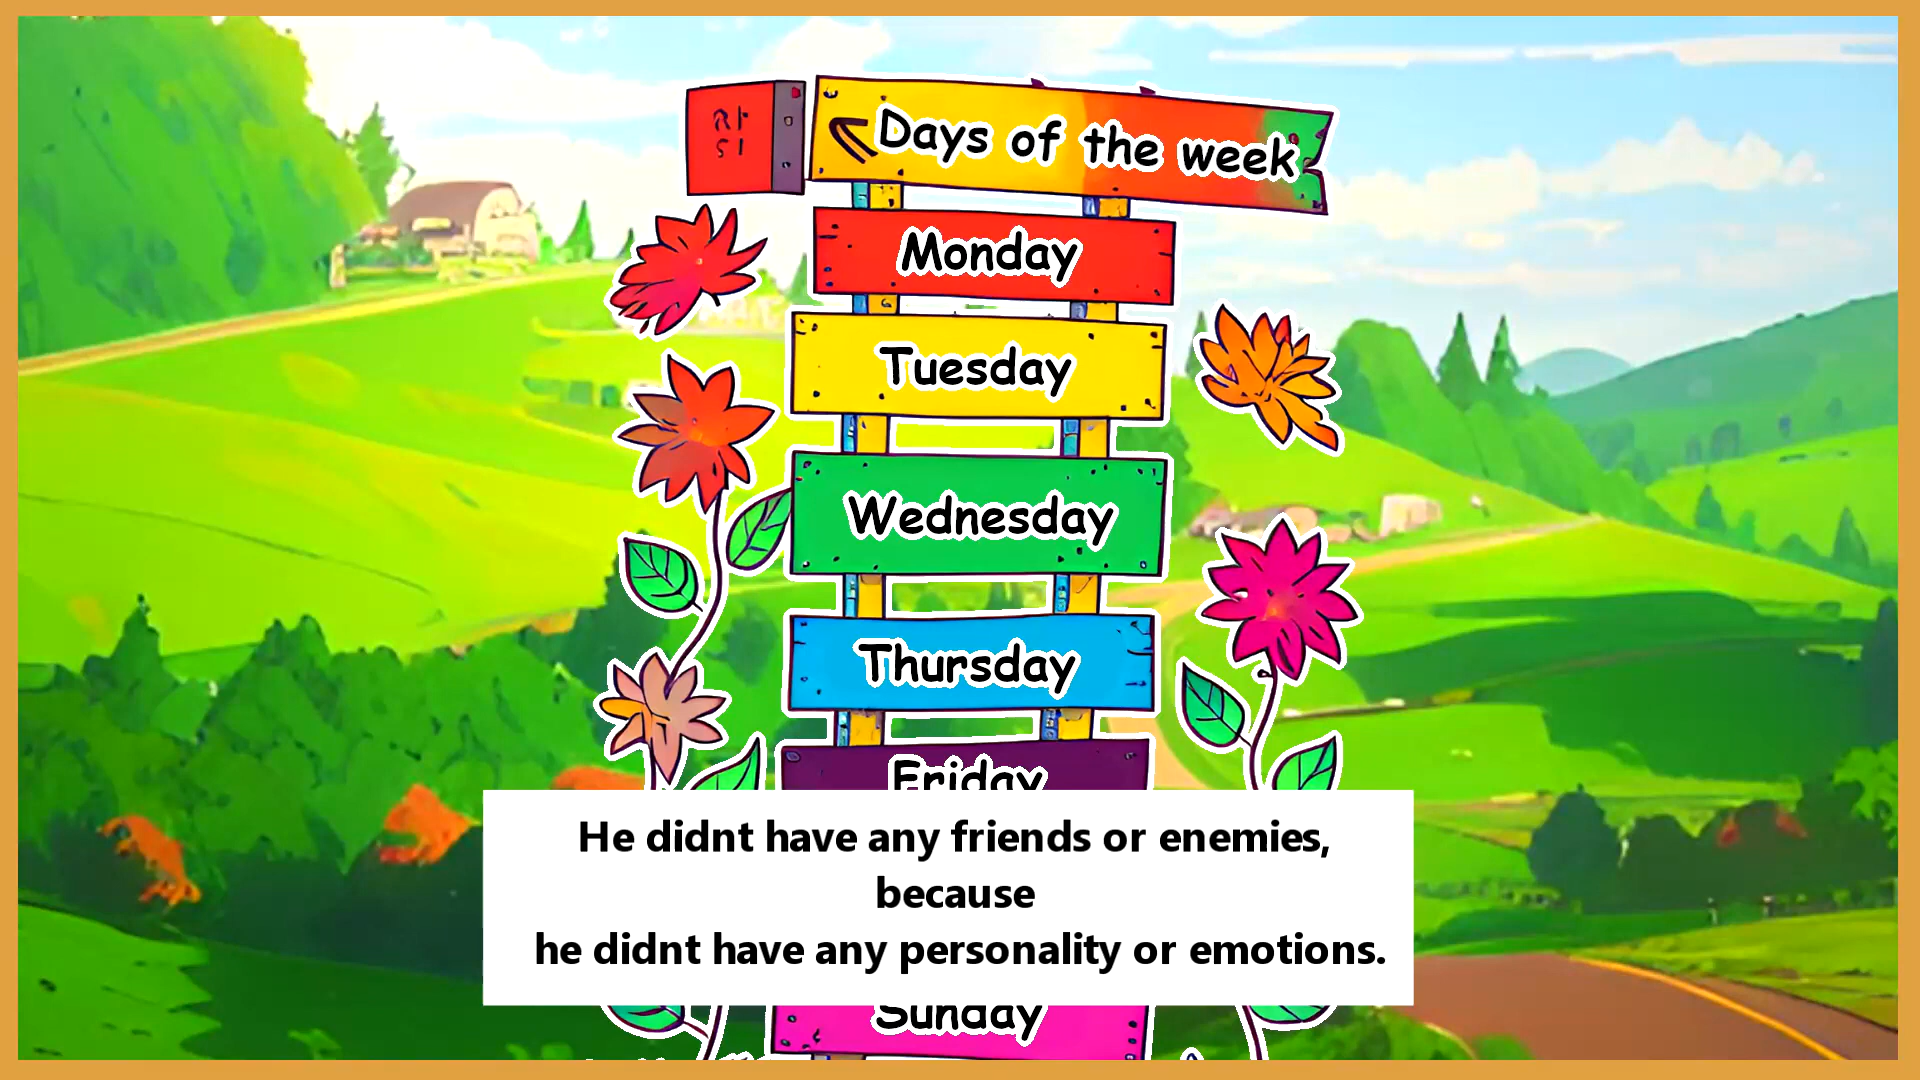 Days of the week
Monday
Tuesday
Wednesday
Thursday
Friday
He didnt have any friends or enemies,
because
he didnt have any personality or emotions.
Sunday